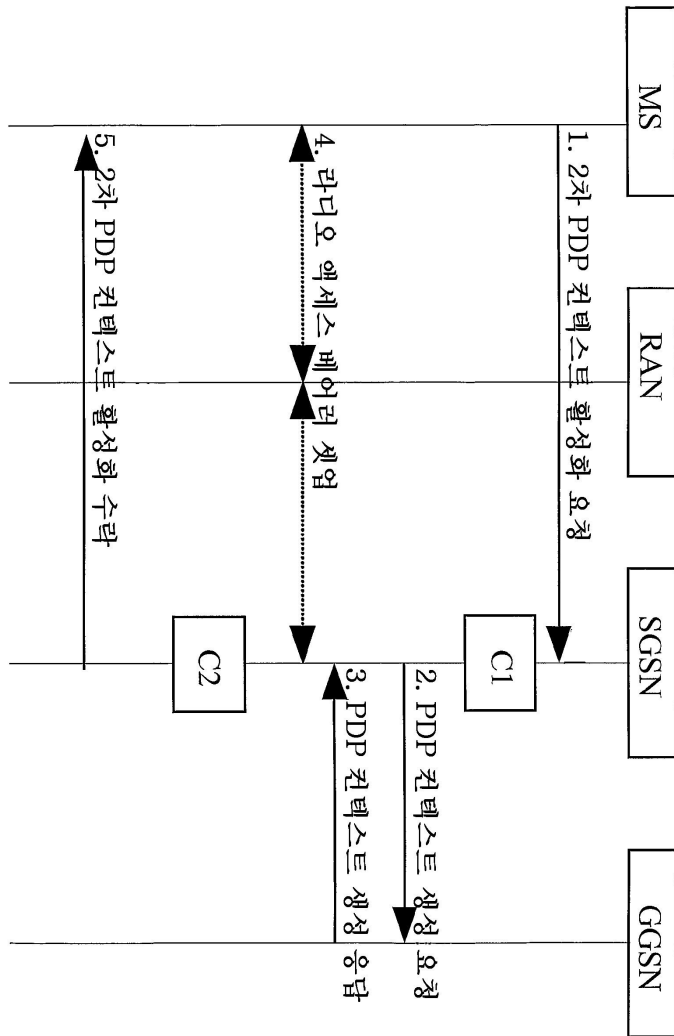 MS
RAN
SGSN
GGSN
1. 2차 PDP 컨텍스트 활성화 요청
C1
2. PDP 컨텍스트 생성 요청
3. PDP 컨텍스트 생성 응답
4. 라디오 액세스 베어러 셋업
C2
5. 2차 PDP 컨텍스트 활성화 수락